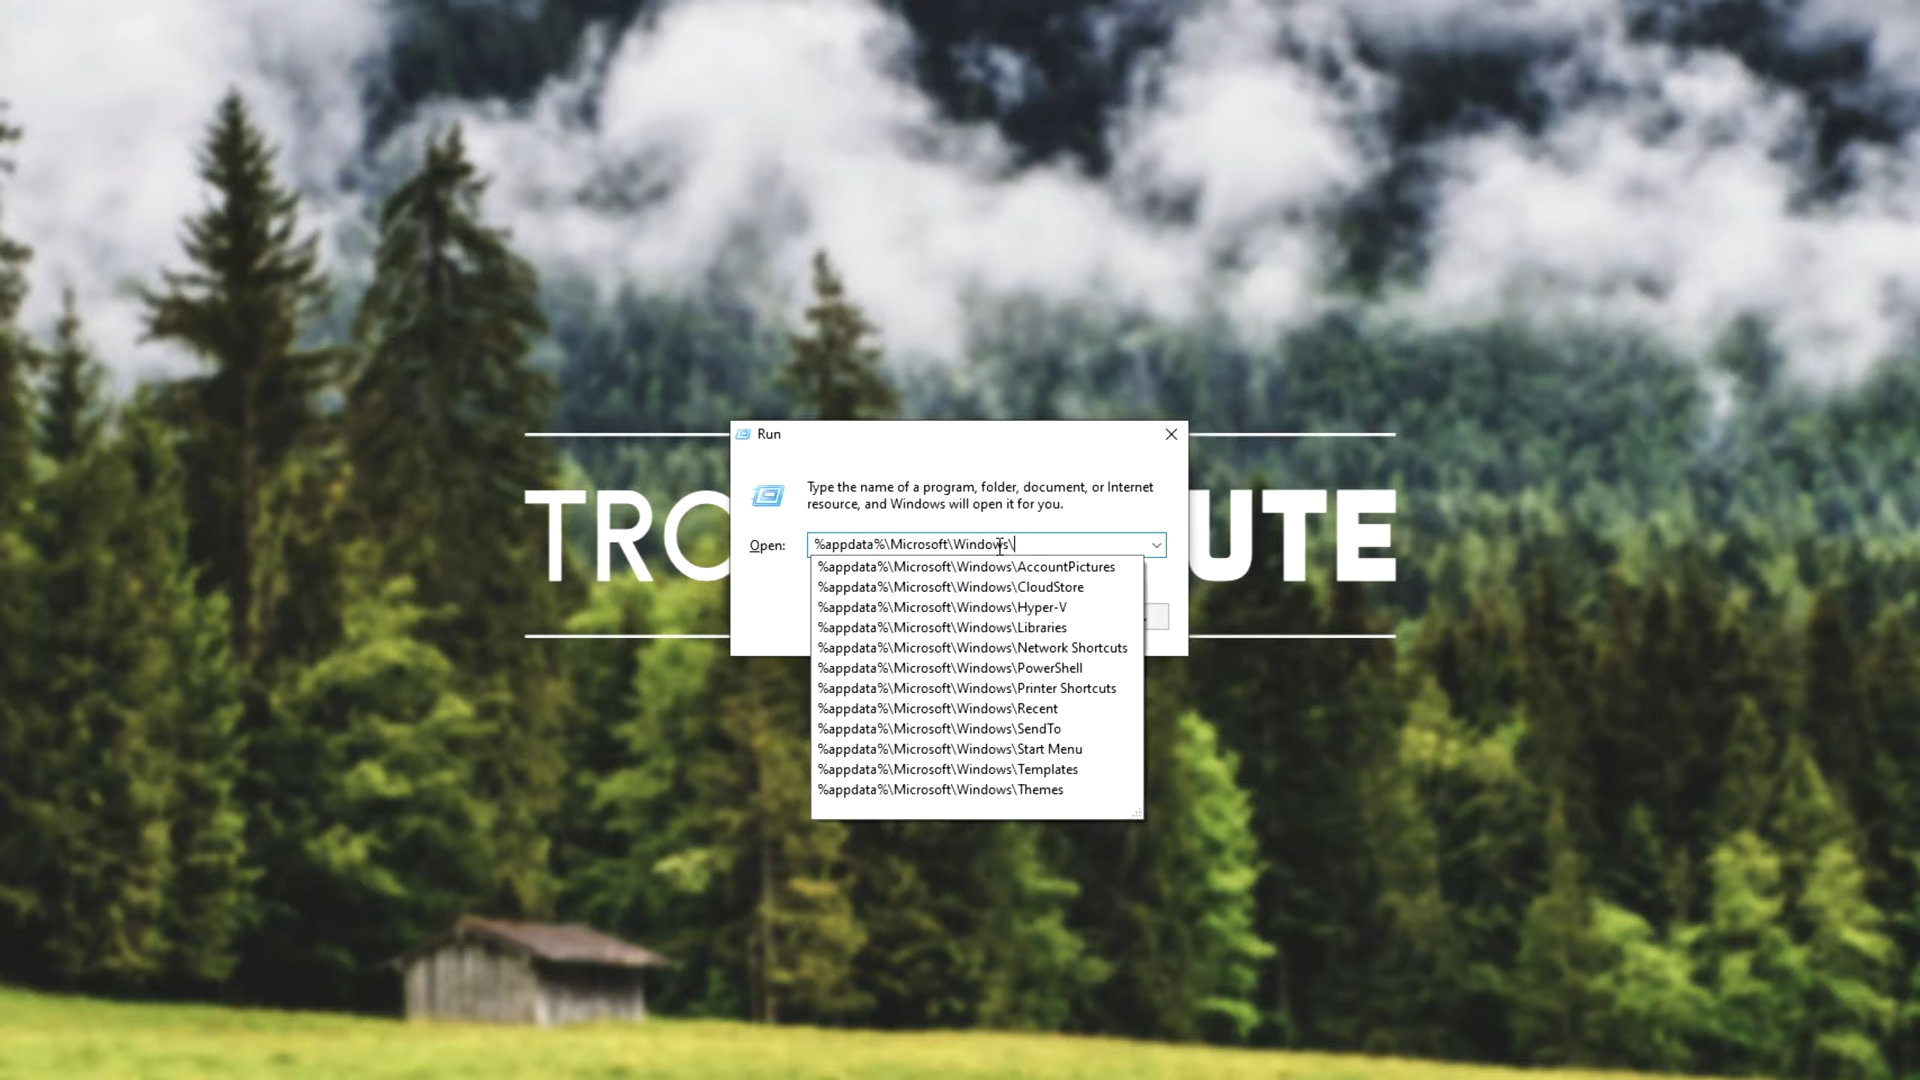 Run
Type the name of a program, folder, document, or Internet
resource, and Windows will open it for you.
TRO
UTE
Open:
%appdata%\Microsoft\Windows\
%appdata%\Microsoft\Windows\AccountPictures
%appdata%\Microsoft\Windows\CloudStore
%appdata%\Microsoft\Windows\Hyper-V
%appdata%\Microsoft\Windows\Libraries
%appdata%\Microsoft\Windows\Network Shortcuts
%appdata%\Microsoft\Windows\PowerShell
%appdata%\Microsoft\Windows\Printer Shortcuts
%appdata%\Microsoft\Windows\Recent
%appdata%\Microsoft\Windows\SendTo
%appdata%\Microsoft\Windows\Start Menu
%appdata%\Microsoft\Windows\Templates
%appdata%\Microsoft\Windows\Themes